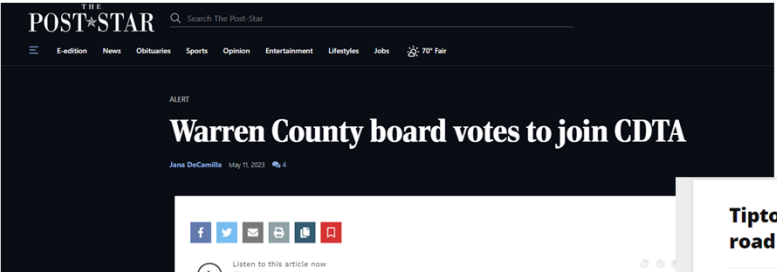 THE
POST★STAR
Search The Post-Star
E-edition News Obituaries Sports Opinion Entertainment Lifestyles Jobs 70° Fair
ALERT
Warren County board votes to join CDTA
Jana DeCamilla May 11, 2023 4
Tipto
road
Listen to this article now